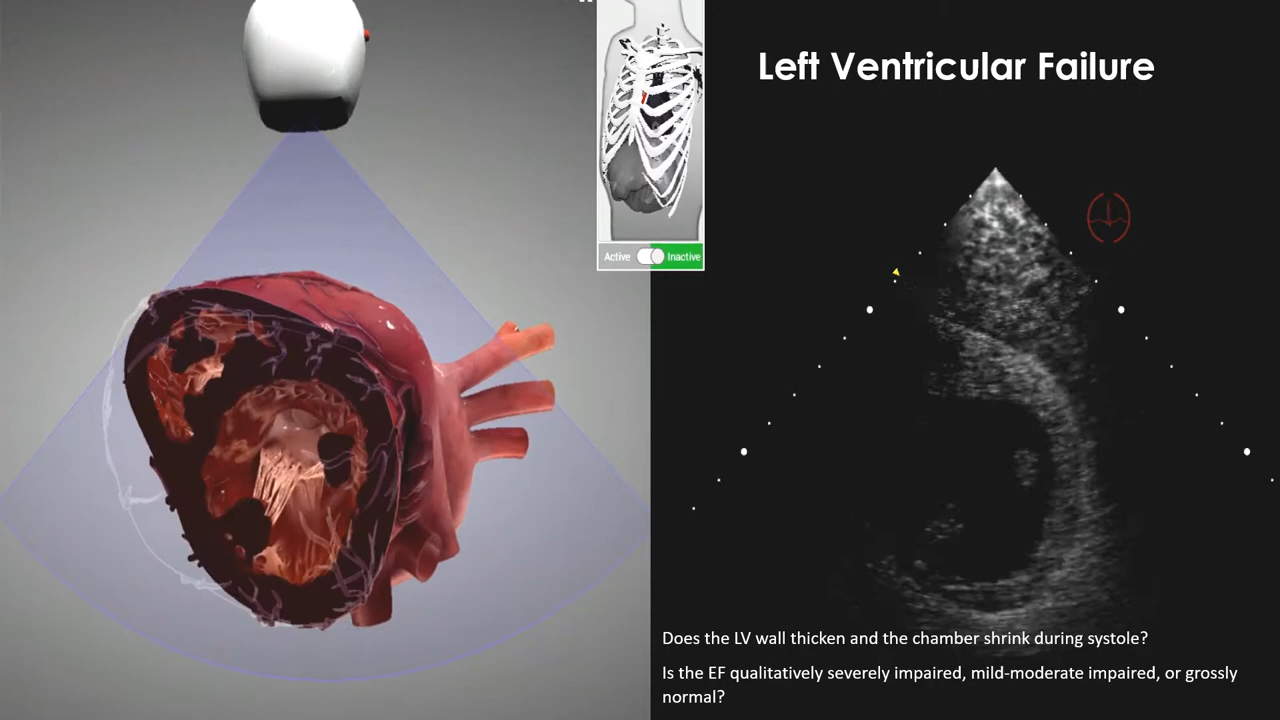 Left Ventricular Failure
Active Inactive
Does the LV wall thicken and the chamber shrink during systole?
Is the EF qualitatively severely impaired, mild-moderate impaired, or grossly
normal?